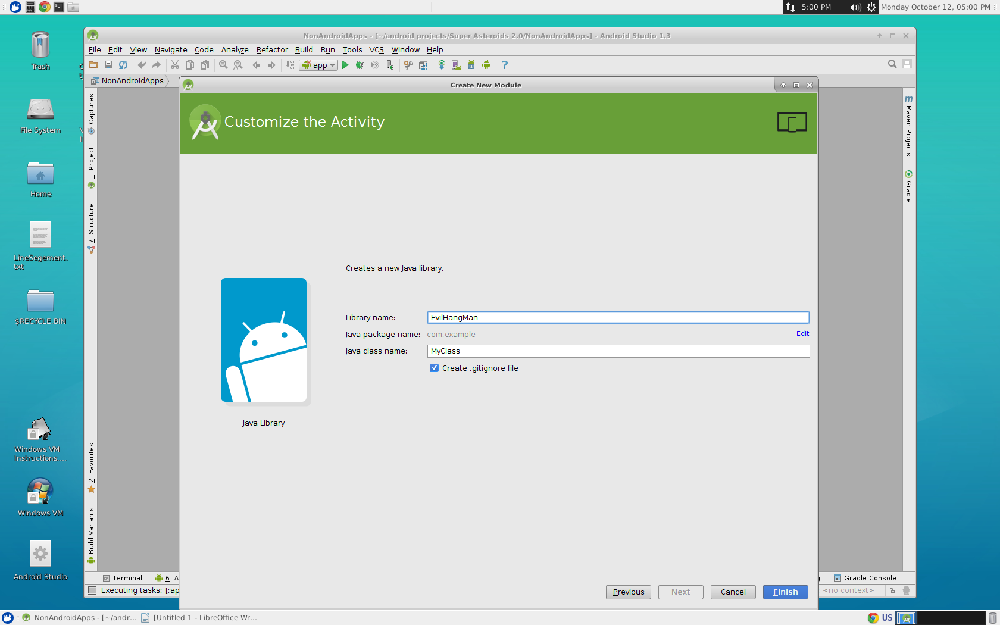 5:00 PM
Monday October 12, 05:00 PM
Trash
File System
Home
LineSegement.
txt
$RECYCLE.BIN
Windows VM
Instructions....
Windows VM
Android Studio
NonAndroidApps - [~/android projects/Super Asteroids 2.0/NonAndroidApps] - Android Studio 1.3
File Edit View Navigate Code Analyze Refactor Build Run Tools VCS Window Help
app
NonAndroidApps
Captures
1: Project
7: Structure
2: Favorites
Build Variants
Maven Projects
Gradle
Create New Module
Customize the Activity
Creates a new Java library.
Library name: EvilHangMan
Java package name: com.example Edit
Java class name: MyClass
Create .gitignore file
Java Library
Previous Next Cancel Finish
Terminal 6: A
Gradle Console
Executing tasks: [:ap
<no context>
NonAndroidApps - [~/andr... [Untitled 1 - LibreOffice Wr...
US